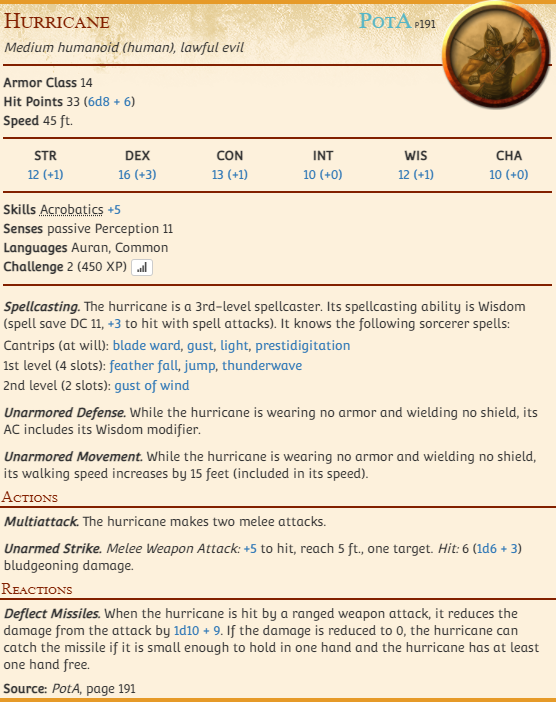 Hurricane
PotA p191
Medium humanoid (human), lawful evil
Armor Class 14
Hit Points 33 (6d8 + 6)
Speed 45 ft.
STR DEX CON INT WIS CHA
12 (+1) 16 (+3) 13 (+1) 10 (+0) 12 (+1) 10 (+0)
Skills Acrobatics +5
Senses passive Perception 11
Languages Auran, Common
Challenge 2 (450 XP)
Spellcasting. The hurricane is a 3rd-level spellcaster. Its spellcasting ability is Wisdom
(spell save DC 11, +3 to hit with spell attacks). It knows the following sorcerer spells:
Cantrips (at will): blade ward, gust, light, prestidigitation
1st level (4 slots): feather fall, jump, thunderwave
2nd level (2 slots): gust of wind
Unarmored Defense. While the hurricane is wearing no armor and wielding no shield, its
AC includes its Wisdom modifier.
Unarmored Movement. While the hurricane is wearing no armor and wielding no shield,
its walking speed increases by 15 feet (included in its speed).
Actions
Multiattack. The hurricane makes two melee attacks.
Unarmed Strike. Melee Weapon Attack: +5 to hit, reach 5 ft., one target. Hit: 6 (1d6 + 3)
bludgeoning damage.
Reactions
Deflect Missiles. When the hurricane is hit by a ranged weapon attack, it reduces the
damage from the attack by 1d10 + 9. If the damage is reduced to 0, the hurricane can
catch the missile if it is small enough to hold in one hand and the hurricane has at least
one hand free.
Source: PotA, page 191